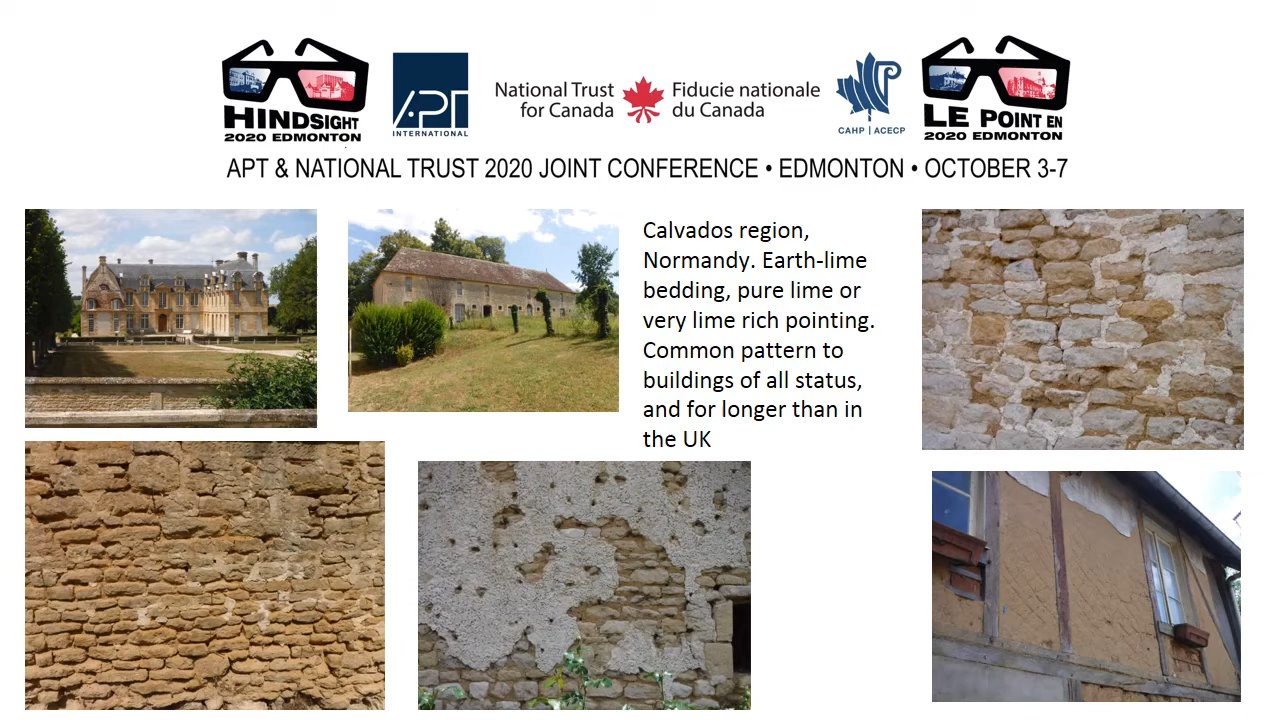 HINDSIGHT
2020 EDMONTON
APT
INTERNATIONAL
National Trust
for Canada
Fiducie nationale
du Canada
CAHP | ACECP
LE POINT EN
2020 EDMONTON
APT & NATIONAL TRUST 2020 JOINT CONFERENCE • EDMONTON • OCTOBER 3-7
Calvados region,
Normandy. Earth-lime
bedding, pure lime or
very lime rich pointing.
Common pattern to
buildings of all status,
and for longer than in
the UK